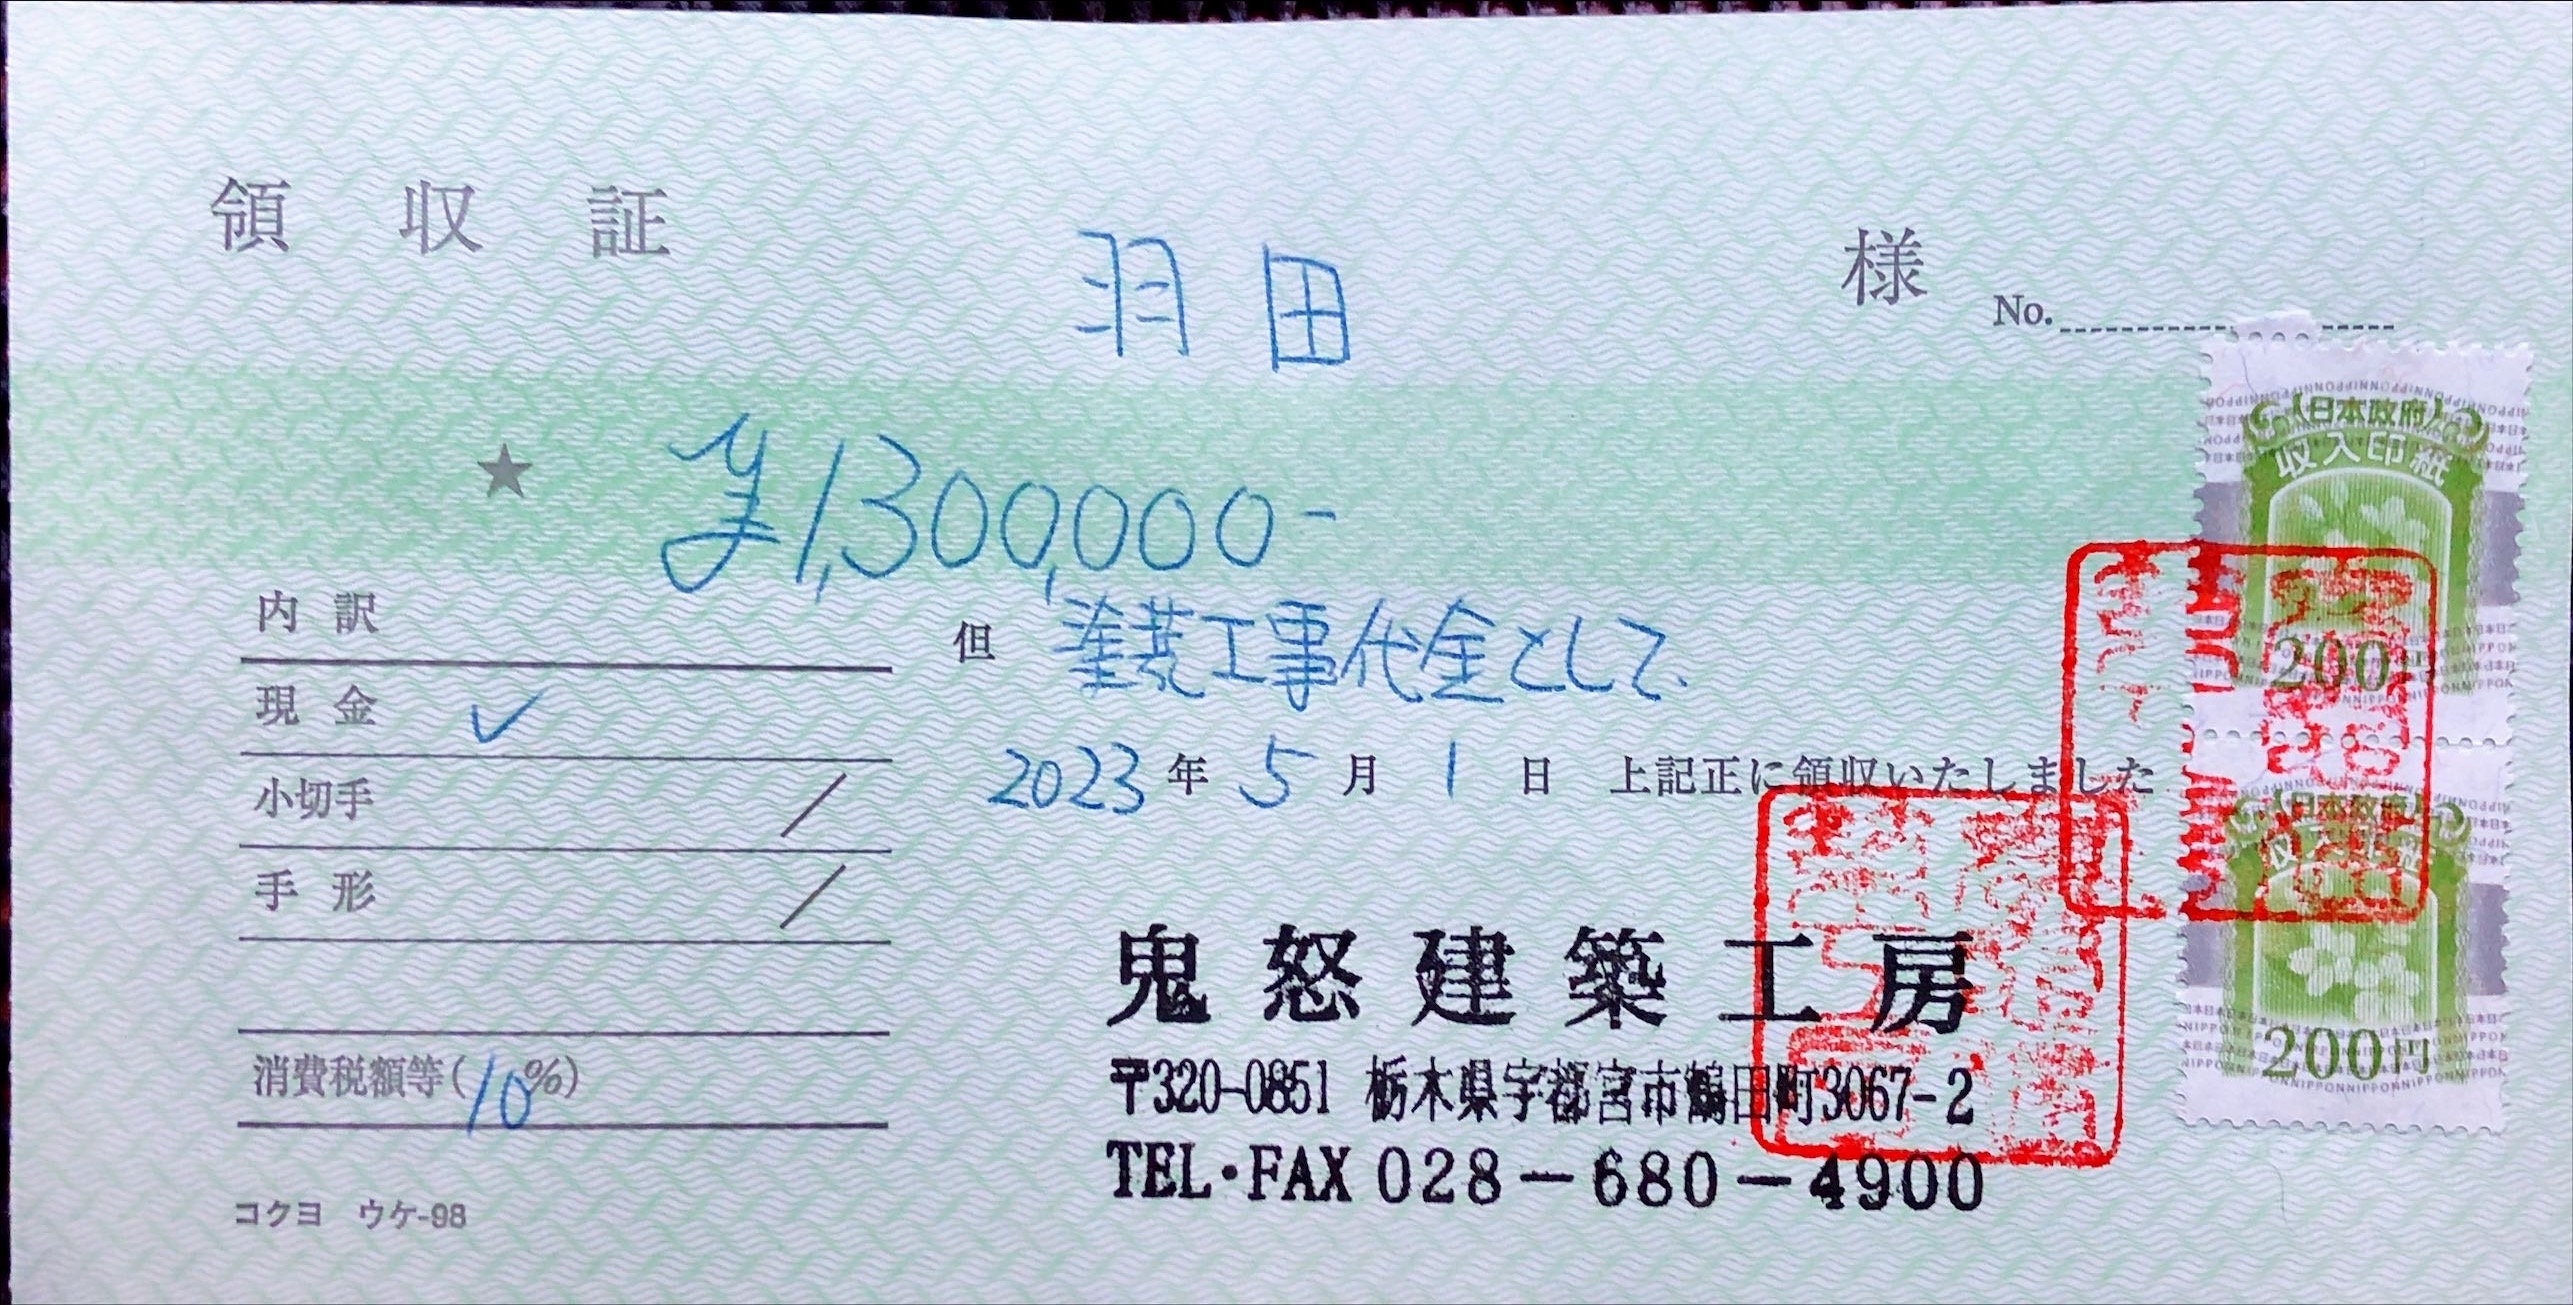 領収証
羽田 様
No.
★ ¥1,300,000-
内訳
但 塗装工事代金として.
現金 ✓
2023年5月1日 上記正に領収いたしました
小切手 /
手形 /
消費税額等(10%)
コクヨ ウケ-98
鬼怒建築工房
〒320-0851 栃木県宇都宮市鶴田町3067-2
TEL・FAX 028-680-4900
日本政府
収入印紙
200円
日本政府
収入印紙
200円